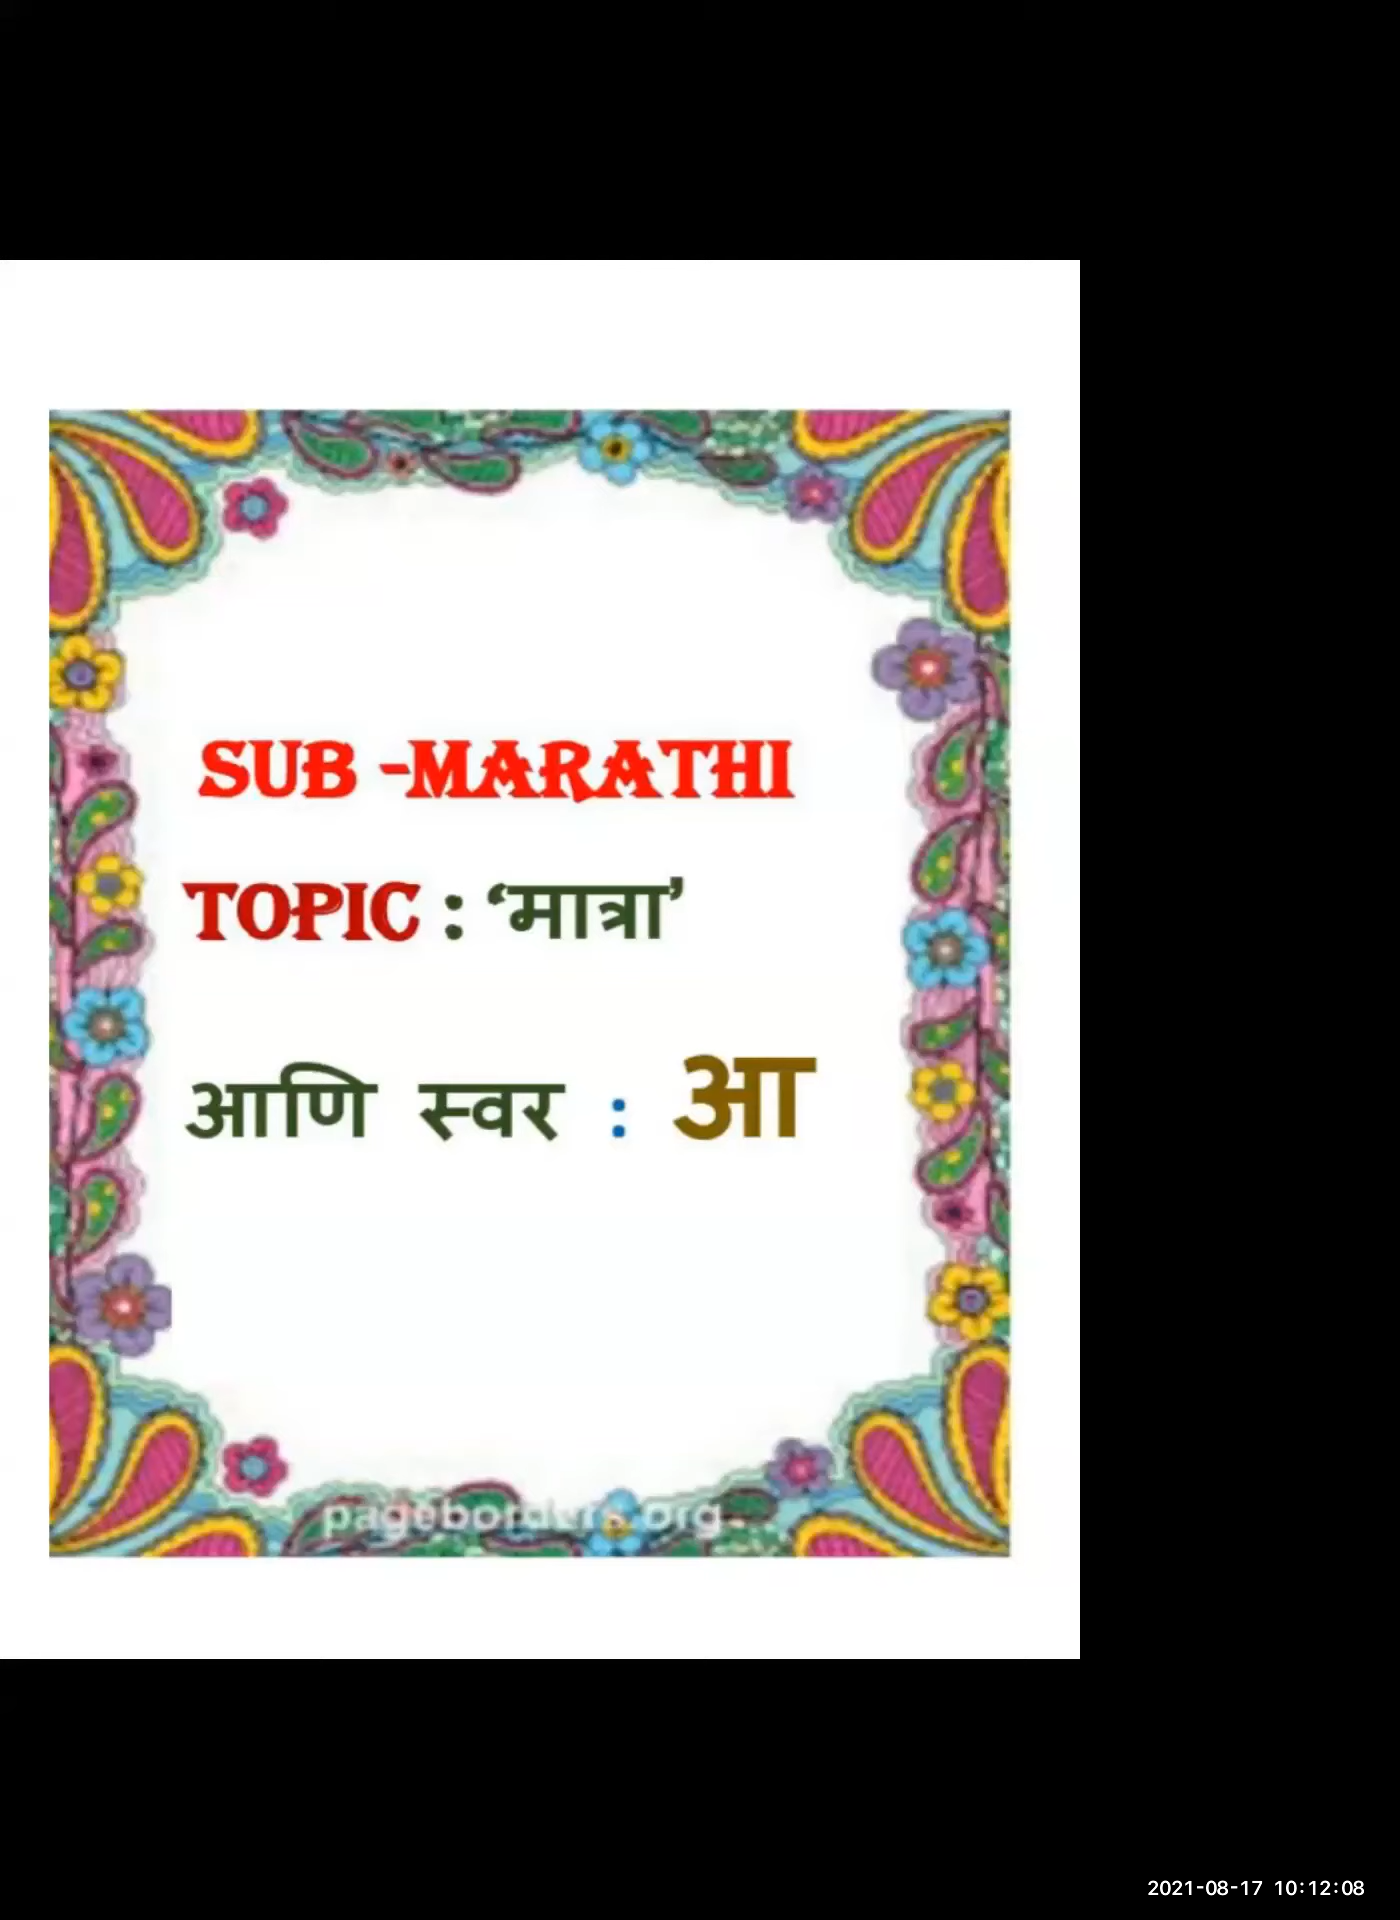 SUB -MARATHI
TOPIC : ‘मात्रा’
आणि स्वर : आ
pageborders.org
2021-08-17 10:12:08